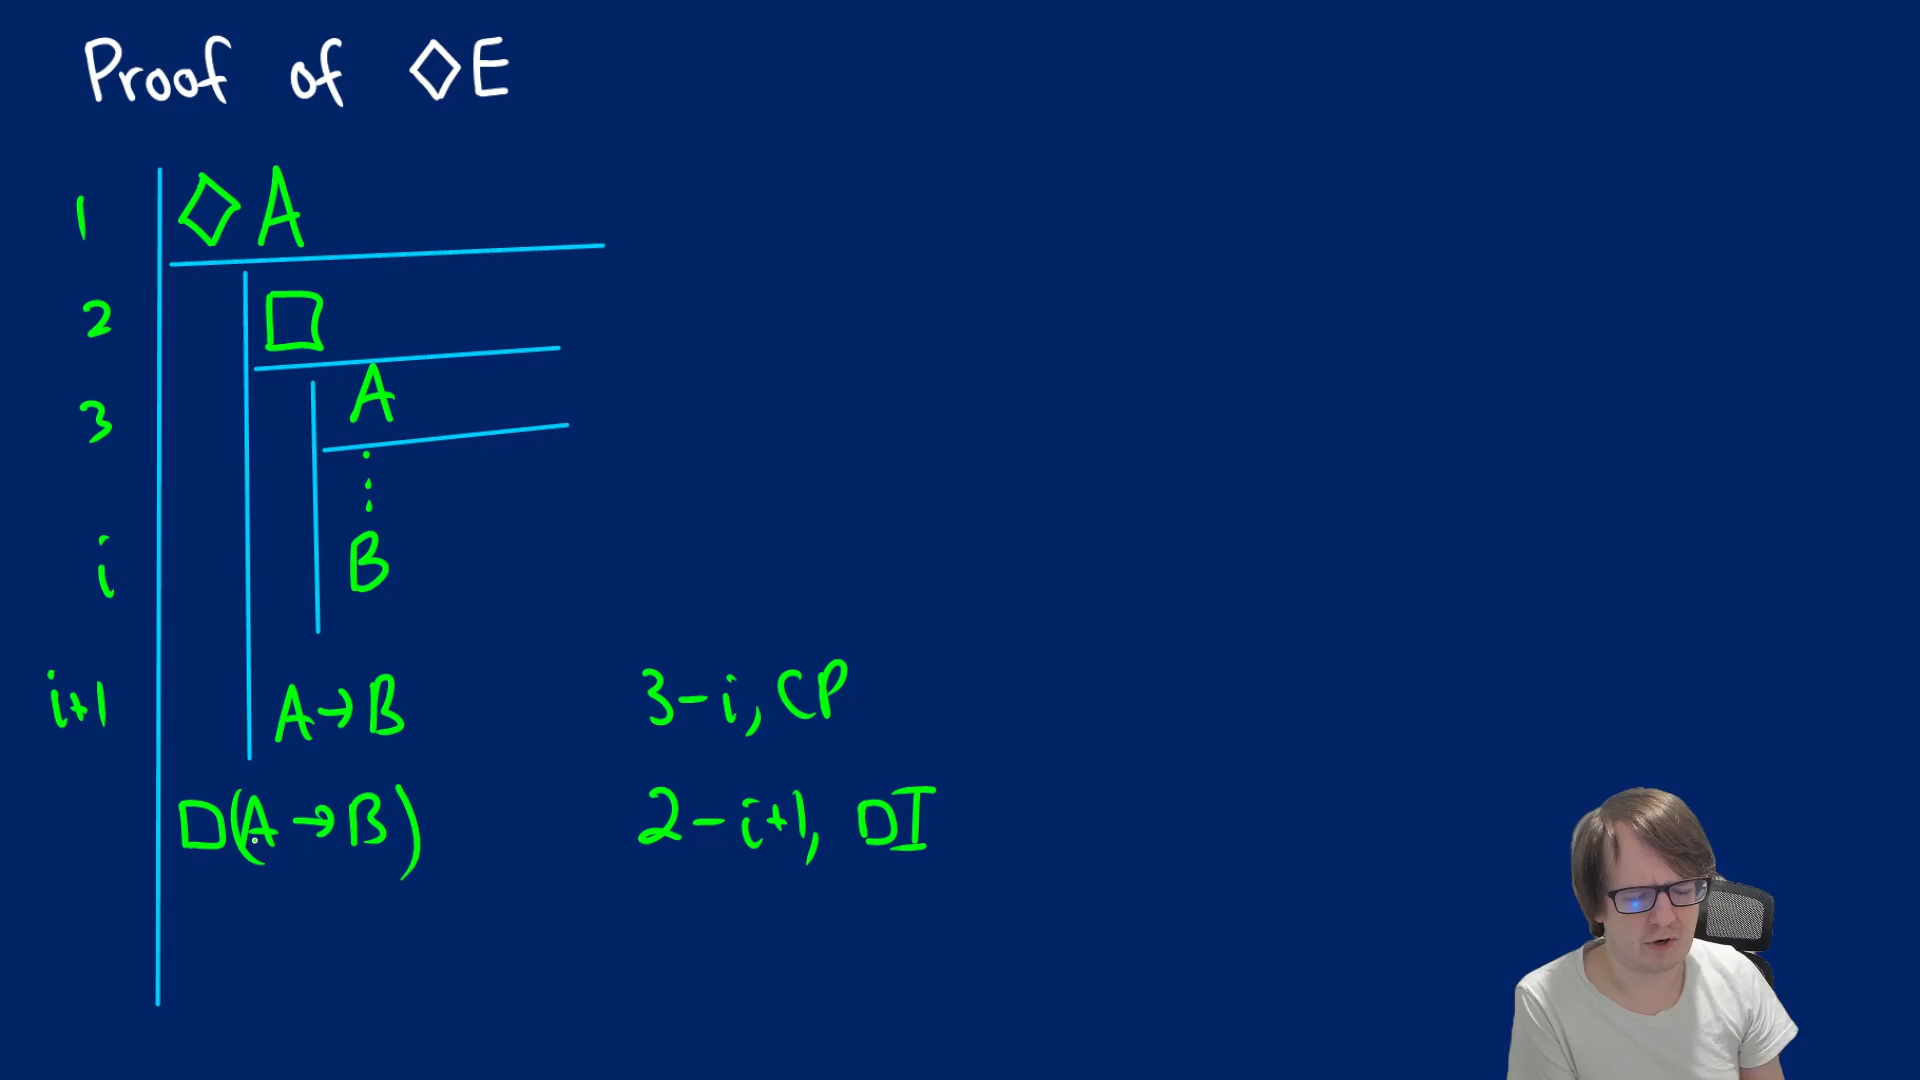 Proof of ◇E
1 ◇A
2 □
3 A
⋮
i B
i+1 A→B 3-i, CP
□(A→B) 2-i+1, □I